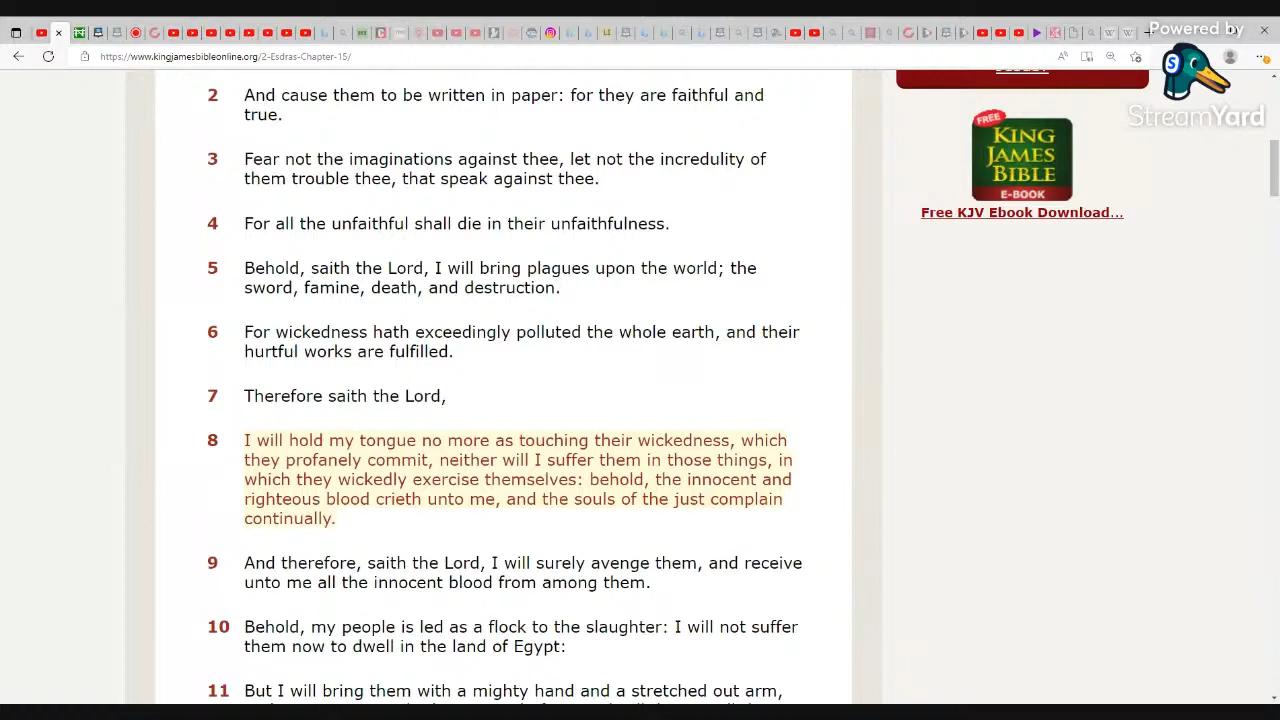 Powered by
https://www.kingjamesbibleonline.org/2-Esdras-Chapter-15/
StreamYard
2 And cause them to be written in paper: for they are faithful and
true.
3 Fear not the imaginations against thee, let not the incredulity of
them trouble thee, that speak against thee.
4 For all the unfaithful shall die in their unfaithfulness.
5 Behold, saith the Lord, I will bring plagues upon the world; the
sword, famine, death, and destruction.
6 For wickedness hath exceedingly polluted the whole earth, and their
hurtful works are fulfilled.
7 Therefore saith the Lord,
8 I will hold my tongue no more as touching their wickedness, which
they profanely commit, neither will I suffer them in those things, in
which they wickedly exercise themselves: behold, the innocent and
righteous blood crieth unto me, and the souls of the just complain
continually.
9 And therefore, saith the Lord, I will surely avenge them, and receive
unto me all the innocent blood from among them.
10 Behold, my people is led as a flock to the slaughter: I will not suffer
them now to dwell in the land of Egypt:
11 But I will bring them with a mighty hand and a stretched out arm,
FREE
KING
JAMES
BIBLE
E-BOOK
Free KJV Ebook Download...